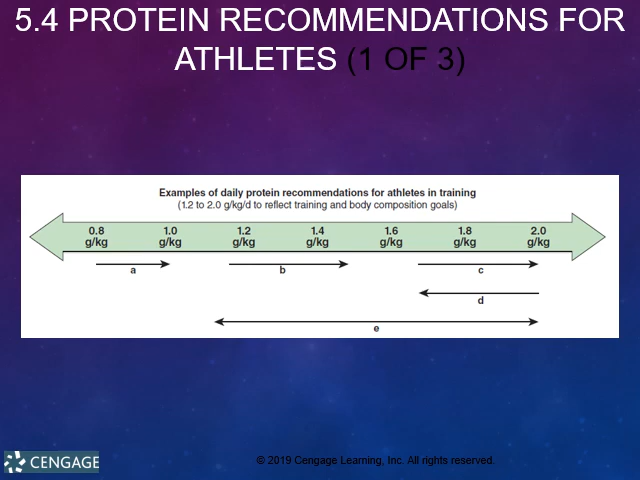 5.4 PROTEIN RECOMMENDATIONS FOR
ATHLETES (1 OF 3)
Examples of daily protein recommendations for athletes in training
(1.2 to 2.0 g/kg/d to reflect training and body composition goals)
0.8 1.0 1.2 1.4 1.6 1.8 2.0
g/kg g/kg g/kg g/kg g/kg g/kg g/kg
a b c
d
e
CENGAGE
© 2019 Cengage Learning, Inc. All rights reserved.